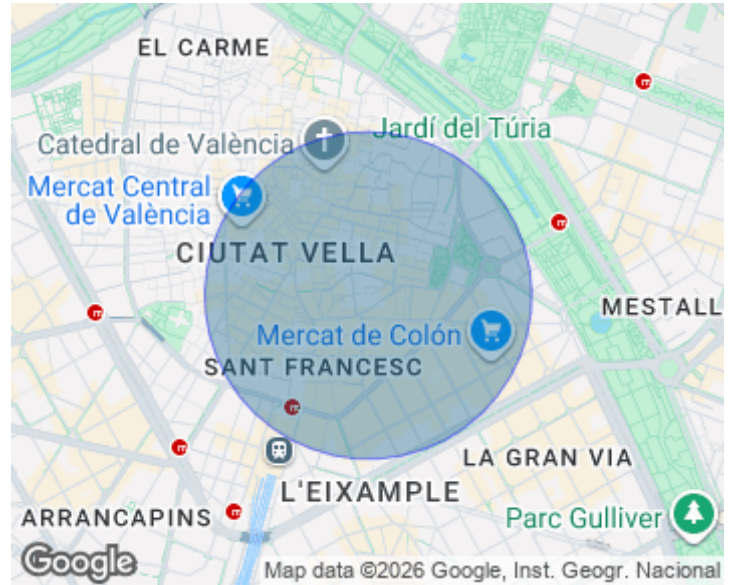 EL CARME
Catedral de València
Jardí del Túria
Mercat Central
de València
CIUTAT VELLA
MESTALL
Mercat de Colón
SANT FRANCESC
LA GRAN VIA
L'EIXAMPLE
ARRANCAPINS
Parc Gulliver
Google
Map data ©2026 Google, Inst. Geogr. Nacional